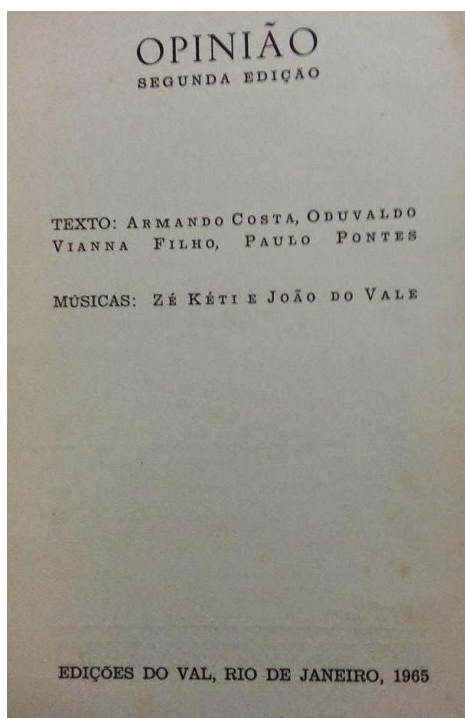 OPINIÃO
SEGUNDA EDIÇÃO
TEXTO: ARMANDO COSTA, ODUVALDO
VIANNA FILHO, PAULO PONTES
MÚSICAS: ZÉ KÉTI E JOÃO DO VALE
EDIÇÕES DO VAL, RIO DE JANEIRO, 1965